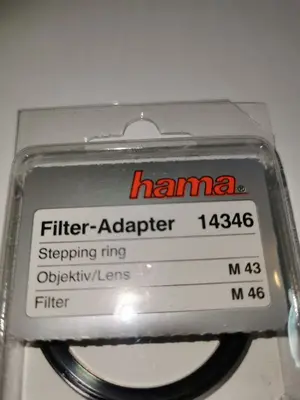 hama®
Filter-Adapter 14346
Stepping ring
Objektiv/Lens M 43
Filter M 46